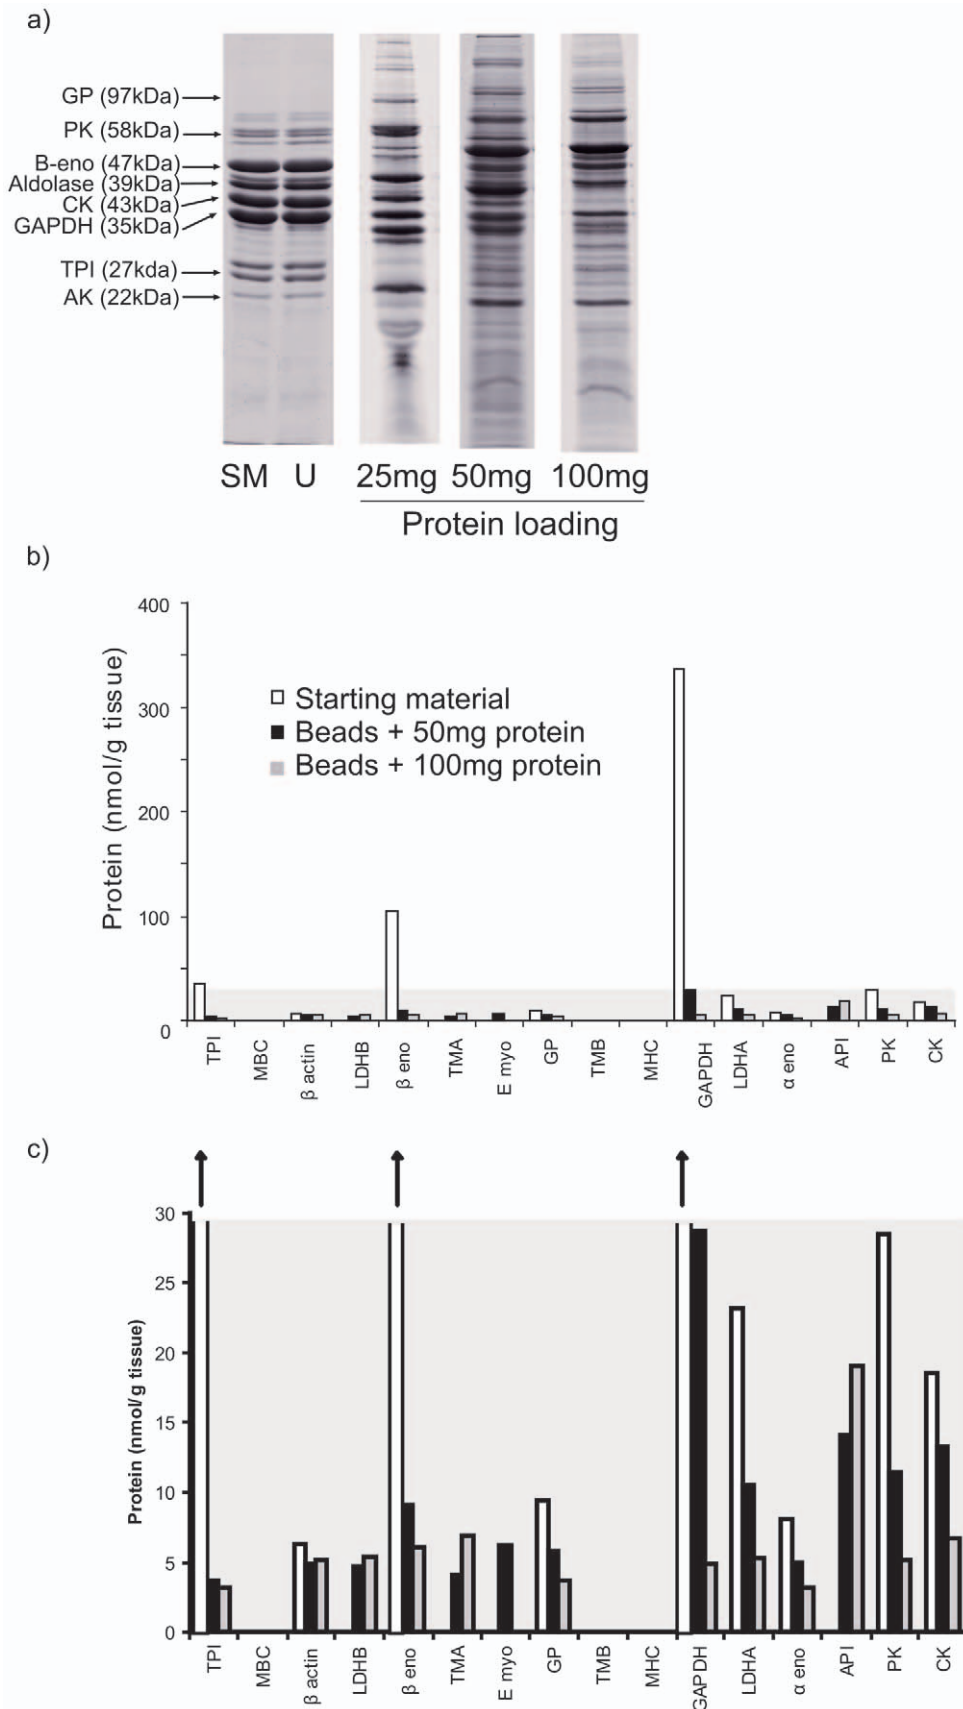 a)
GP (97kDa)
PK (58kDa)
B-eno (47kDa)
Aldolase (39kDa)
CK (43kDa)
GAPDH (35kDa)
TPI (27kda)
AK (22kDa)
SM U 25mg 50mg 100mg
Protein loading
b)
Protein (nmol/g tissue)
400
300
200
100
0
Starting material
Beads + 50mg protein
Beads + 100mg protein
TPI MBC β actin LDHB β eno TMA E myo GP TMB MHC GAPDH LDHA α eno API PK CK
c)
Protein (nmol/g tissue)
30
25
20
15
10
5
0
TPI MBC β actin LDHB β eno TMA E myo GP TMB MHC GAPDH LDHA α eno API PK CK